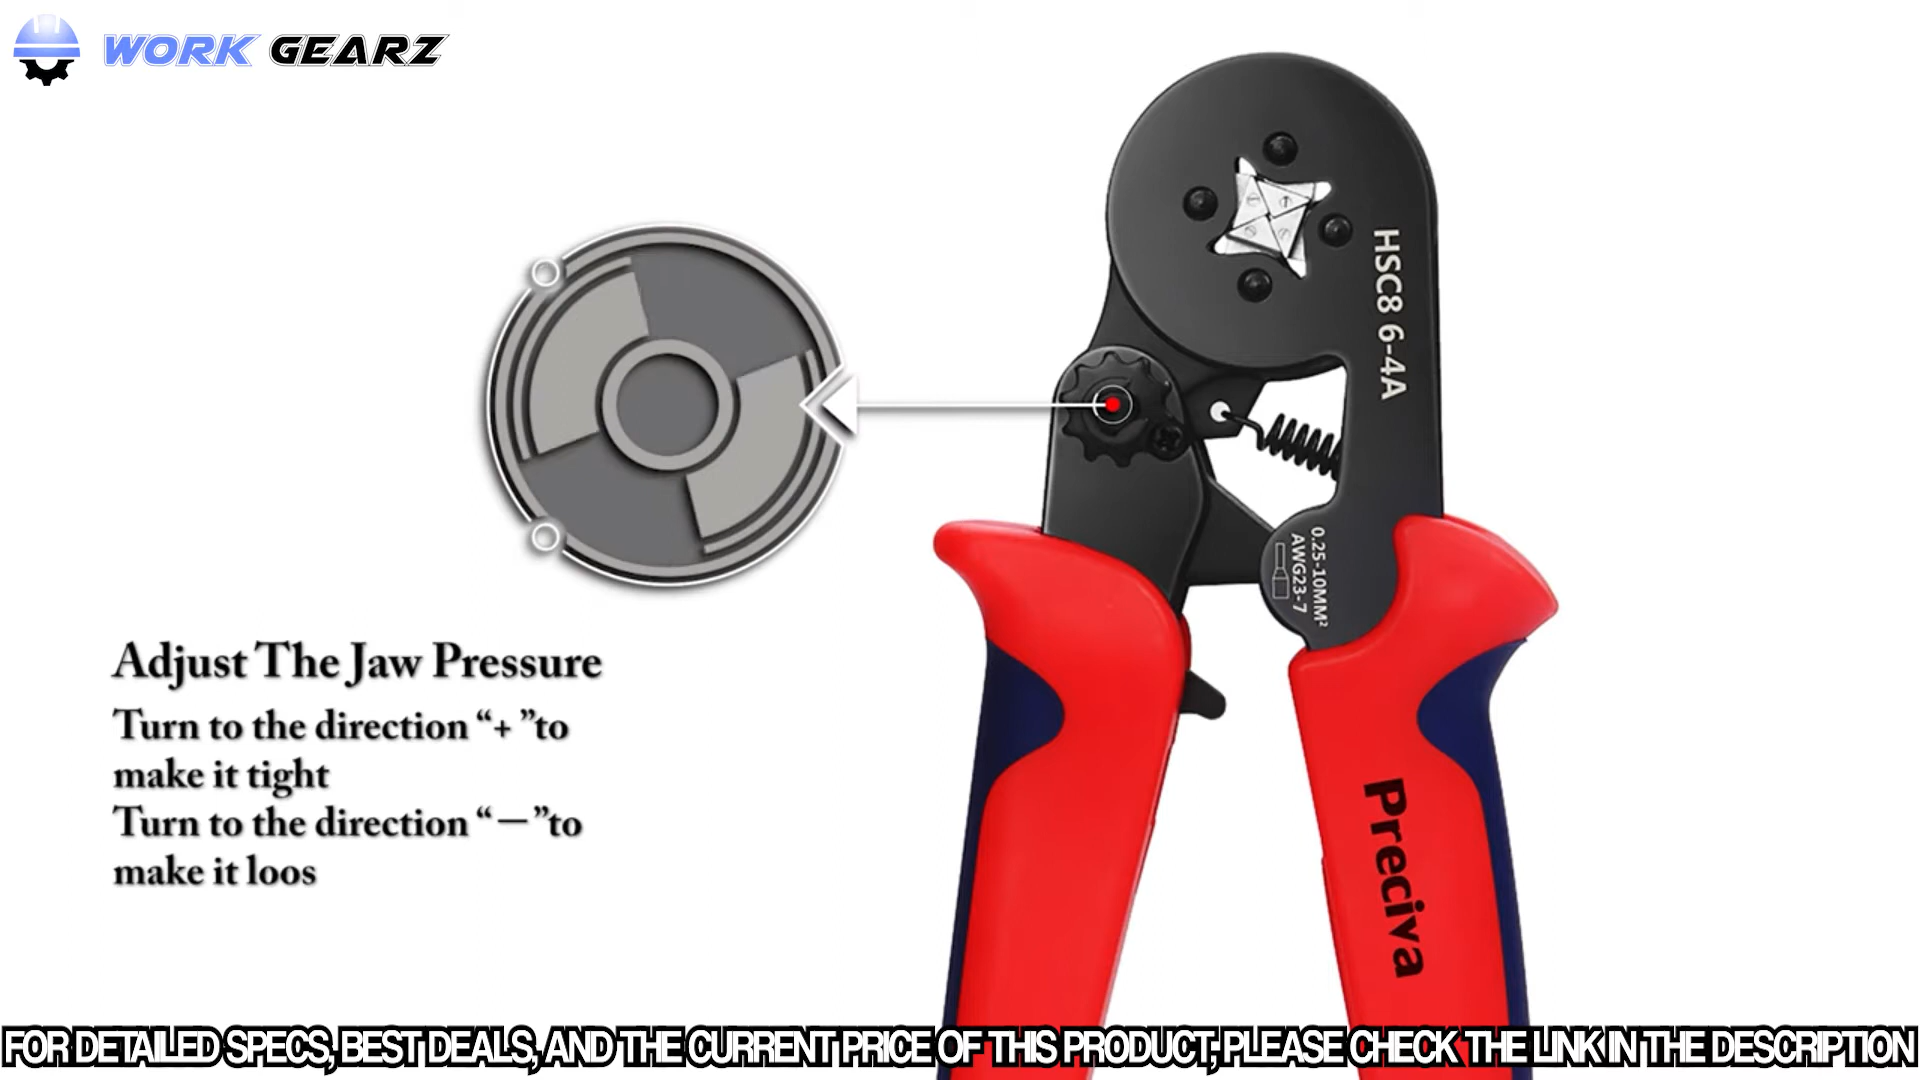 WORK GEARZ
HSC8 6-4A
0.25-10MM²
AWG23-7
Adjust The Jaw Pressure
Turn to the direction “+ ”to
make it tight
Turn to the direction “—”to
make it loos
Preciva
FOR DETAILED SPECS, BEST DEALS, AND THE CURRENT PRICE OF THIS PRODUCT, PLEASE CHECK THE LINK IN THE DESCRIPTION